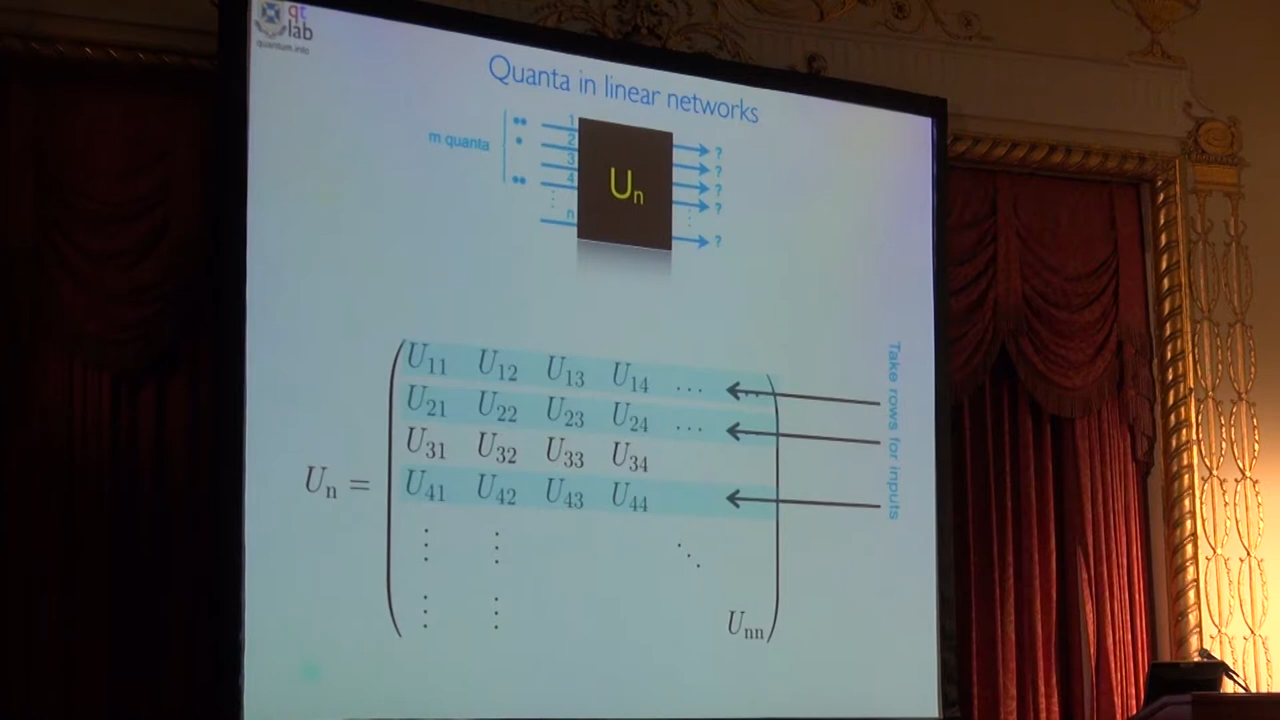 qt
lab
quantum.info
Quanta in linear networks
m quanta
1
2
3
4
⋮
n
Uₙ
?
?
?
?
⋮
?
Uₙ =
U₁₁ U₁₂ U₁₃ U₁₄ ...
U₂₁ U₂₂ U₂₃ U₂₄ ...
U₃₁ U₃₂ U₃₃ U₃₄
U₄₁ U₄₂ U₄₃ U₄₄
⋮ ⋮ ⋱
⋮ ⋮
Uₙₙ
Take rows for inputs